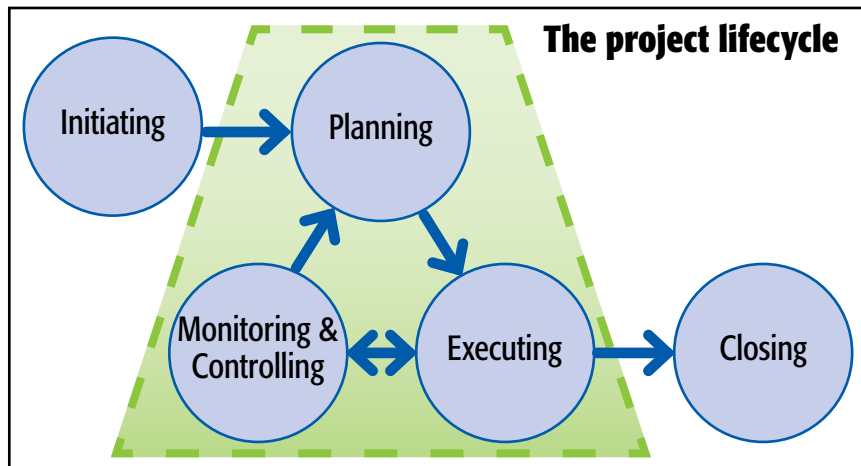 The project lifecycle
Initiating
Planning
Monitoring &
Controlling
Executing
Closing